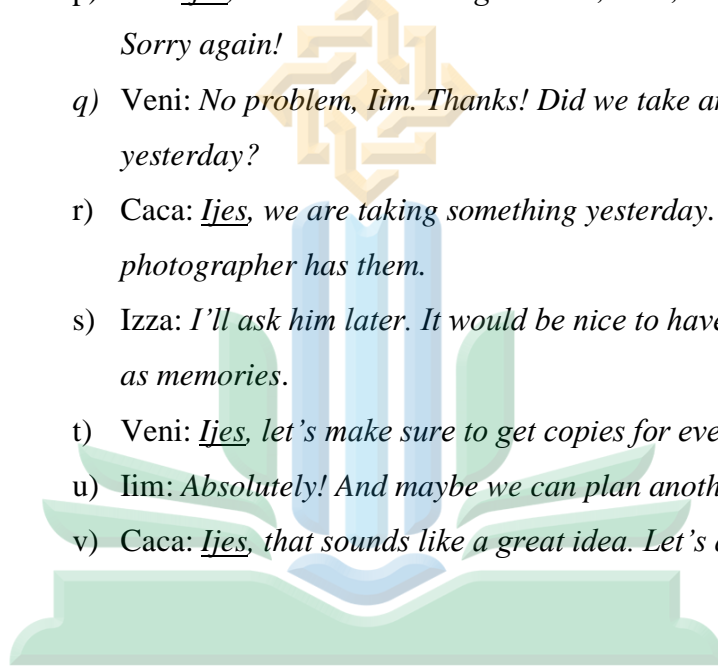 Sorry again!
q) Veni: No problem, Iim. Thanks! Did we take
yesterday?
r) Caca: Ijes, we are taking something yesterday.
photographer has them.
s) Izza: I'll ask him later. It would be nice to have
as memories.
t) Veni: Ijes, let's make sure to get copies for
u) Iim: Absolutely! And maybe we can plan
v) Caca: Ijes, that sounds like a great idea. Let's